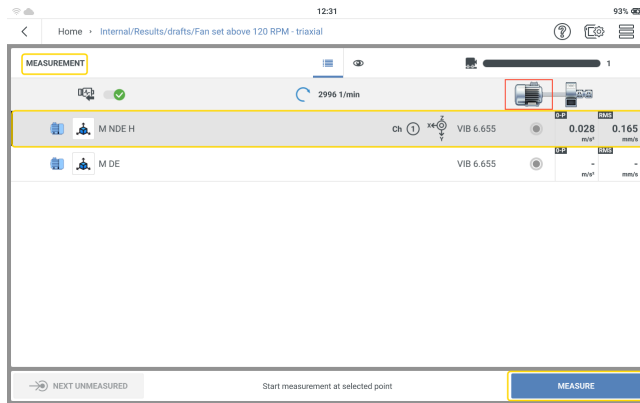 12:31
93%
Home › Internal/Results/drafts/Fan set above 120 RPM - triaxial
MEASUREMENT
1
2996 1/min
M NDE H
Ch 1
X
Z
Y
VIB 6.655
0-P
0.028
m/s²
RMS
0.165
mm/s
M DE
VIB 6.655
0-P
-
m/s²
RMS
-
mm/s
NEXT UNMEASURED
Start measurement at selected point
MEASURE